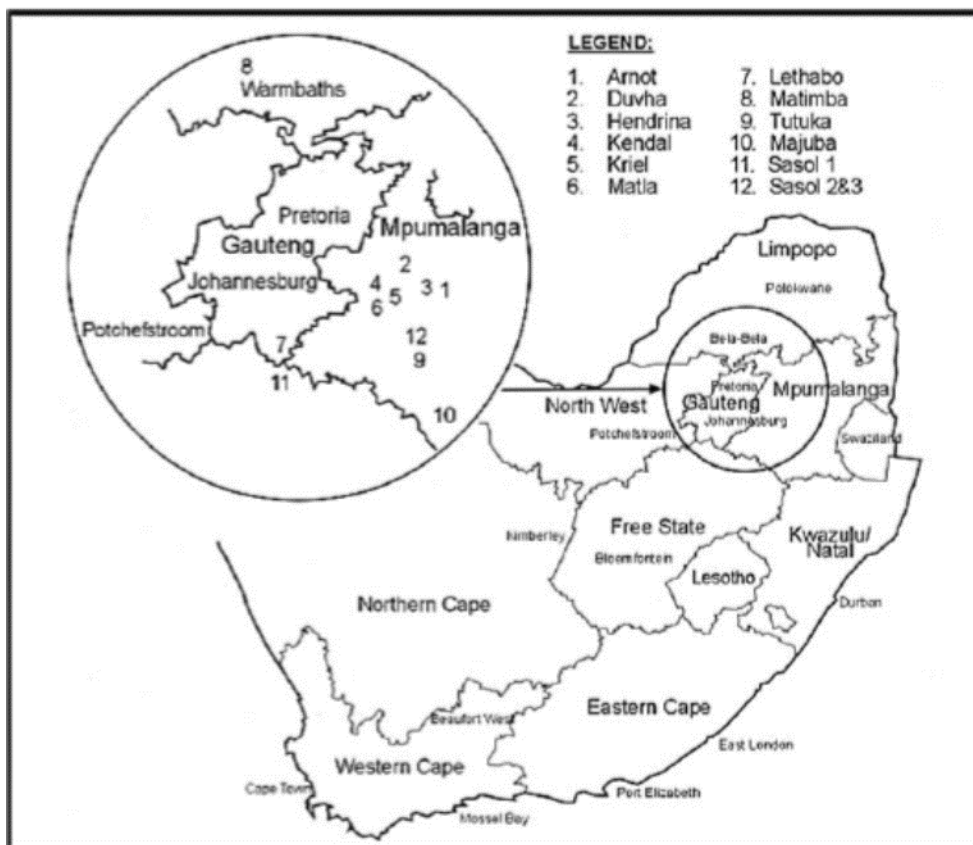 LEGEND:
1. Arnot
2. Duvha
3. Hendrina
4. Kendal
5. Kriel
6. Matla
7. Lethabo
8. Matimba
9. Tutuka
10. Majuba
11. Sasol 1
12. Sasol 2&3
8
Warmbaths
Pretoria
Mpumalanga
Gauteng
2
Johannesburg
4
5
3
1
6
Potchefstroom
7
12
9
11
10
Limpopo
Polokwane
Bela-Bela
Pretoria
Mpumalanga
North West
Gauteng
Johannesburg
Potchefstroom
Swaziland
Free State
Kwazulu/
Natal
Kimberley
Bloomfontein
Lesotho
Northern Cape
Durban
Eastern Cape
Beaufort West
East London
Western Cape
Cape Town
Port Elizabeth
Mossel Bay